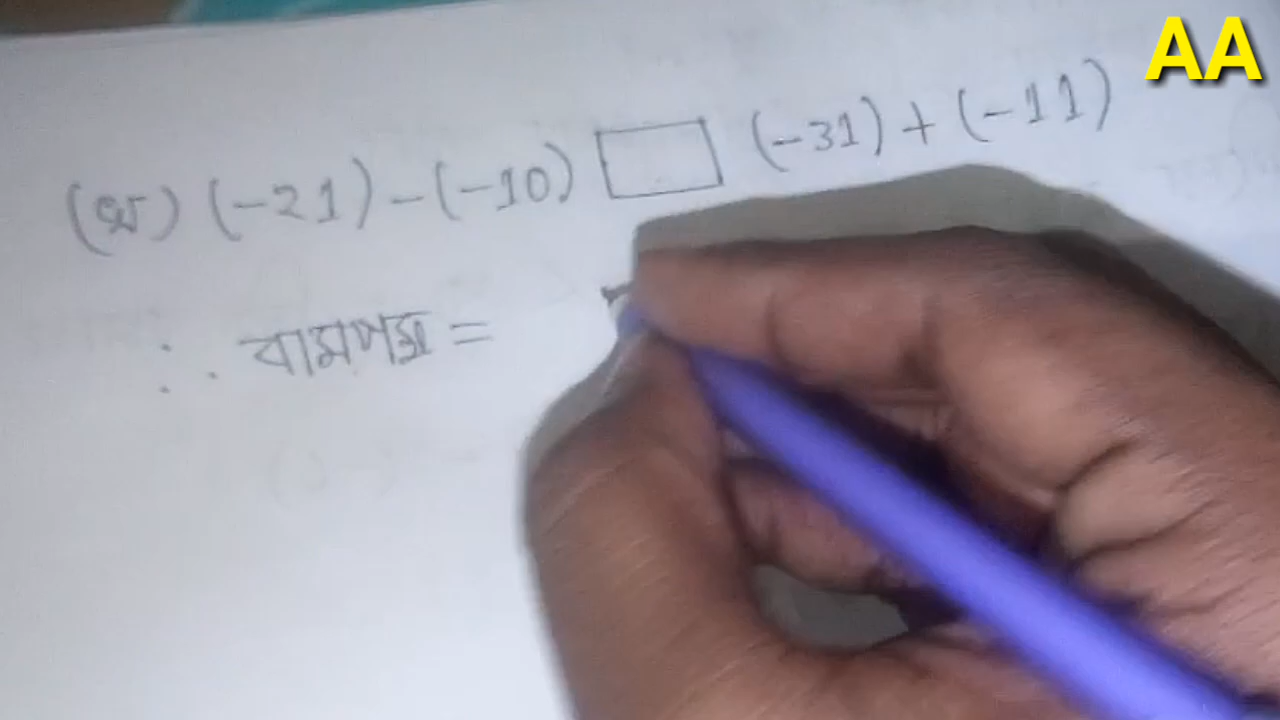 AA
(খ) (-21) - (-10) □ (-31) + (-11)
∴ বামপক্ষ =